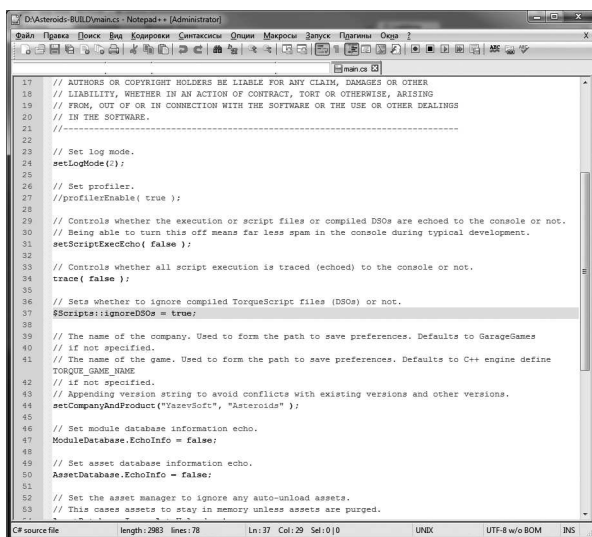 D:\Asteroids-BUILD\main.cs - Notepad++ [Administrator]
Файл Правка Поиск Вид Кодировки Синтаксисы Опции Макросы Запуск Плагины Окна ? X
main.cs
17 // AUTHORS OR COPYRIGHT HOLDERS BE LIABLE FOR ANY CLAIM, DAMAGES OR OTHER
18 // LIABILITY, WHETHER IN AN ACTION OF CONTRACT, TORT OR OTHERWISE, ARISING
19 // FROM, OUT OF OR IN CONNECTION WITH THE SOFTWARE OR THE USE OR OTHER DEALINGS
20 // IN THE SOFTWARE.
21 //-----------------------------------------------------------------------------
22
23 // Set log mode.
24 setLogMode(2);
25
26 // Set profiler.
27 //profilerEnable( true );
28
29 // Controls whether the execution or script files or compiled DSOs are echoed to the console or not.
30 // Being able to turn this off means far less spam in the console during typical development.
31 setScriptExecEcho( false );
32
33 // Controls whether all script execution is traced (echoed) to the console or not.
34 trace( false );
35
36 // Sets whether to ignore compiled TorqueScript files (DSOs) or not.
37 $Scripts::ignoreDSOs = true;
38
39 // The name of the company. Used to form the path to save preferences. Defaults to GarageGames
40 // if not specified.
41 // The name of the game. Used to form the path to save preferences. Defaults to C++ engine define
TORQUE_GAME_NAME
42 // if not specified.
43 // Appending version string to avoid conflicts with existing versions and other versions.
44 setCompanyAndProduct("YazevSoft", "Asteroids" );
45
46 // Set module database information echo.
47 ModuleDatabase.EchoInfo = false;
48
49 // Set asset database information echo.
50 AssetDatabase.EchoInfo = false;
51
52 // Set the asset manager to ignore any auto-unload assets.
53 // This cases assets to stay in memory unless assets are purged.
C# source file length : 2983 lines : 78 Ln : 37 Col : 29 Sel : 0 | 0 UNIX UTF-8 w/o BOM INS